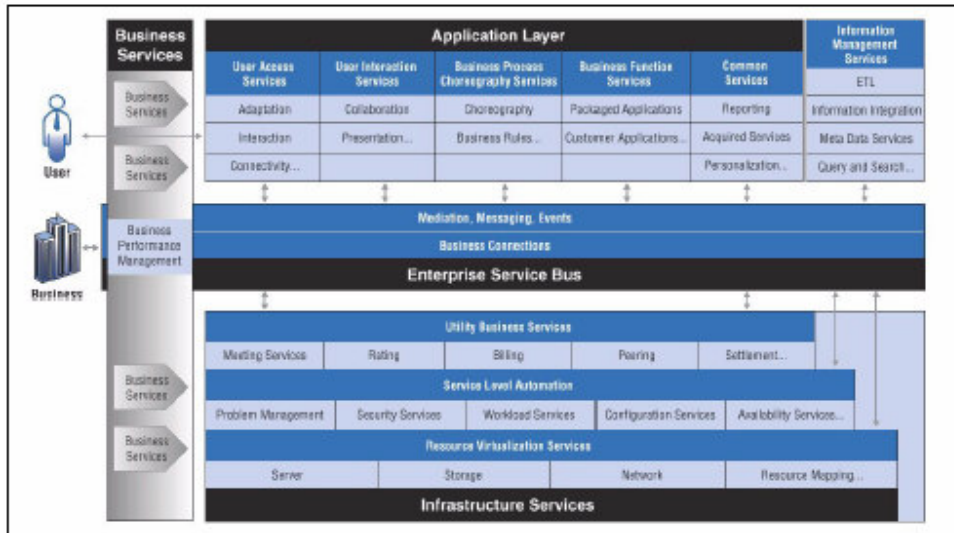 Business
Services
Application Layer
Information
Management
Services
User Access
Services
User Interaction
Services
Business Process
Choreography Services
Business Function
Services
Common
Services
ETL
Business
Services
Adaptation
Collaboration
Choreography
Packaged Applications
Reporting
Information Integration
Interaction
Presentation...
Business Rules...
Customer Applications...
Acquired Services
Meta Data Services
User
Business
Services
Connectivity...
Personalization...
Query and Search...
Business
Performance
Management
Mediation, Messaging, Events
Business Connections
Enterprise Service Bus
Business
Utility Business Services
Meeting Services
Rating
Billing
Peering
Settlement...
Business
Services
Service Level Automation
Problem Management
Security Services
Workload Services
Configuration Services
Availability Services...
Business
Services
Resource Virtualization Services
Server
Storage
Network
Resource Mapping...
Infrastructure Services